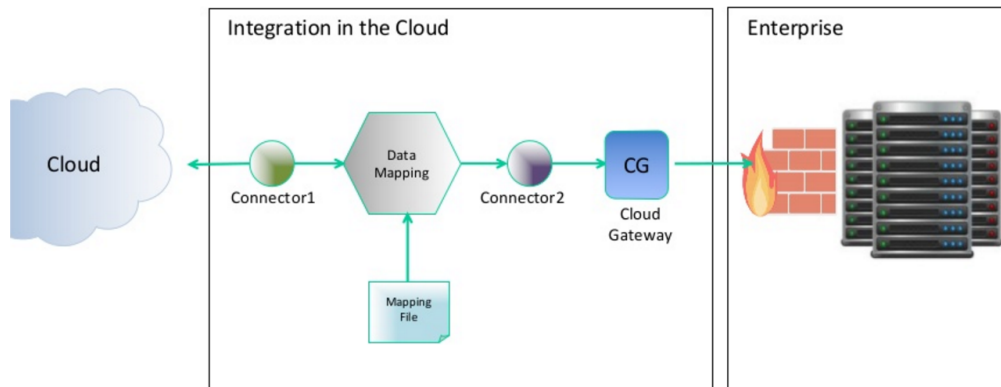 Integration in the Cloud
Enterprise
Cloud
Connector1
Data
Mapping
Connector2
CG
Cloud
Gateway
Mapping
File